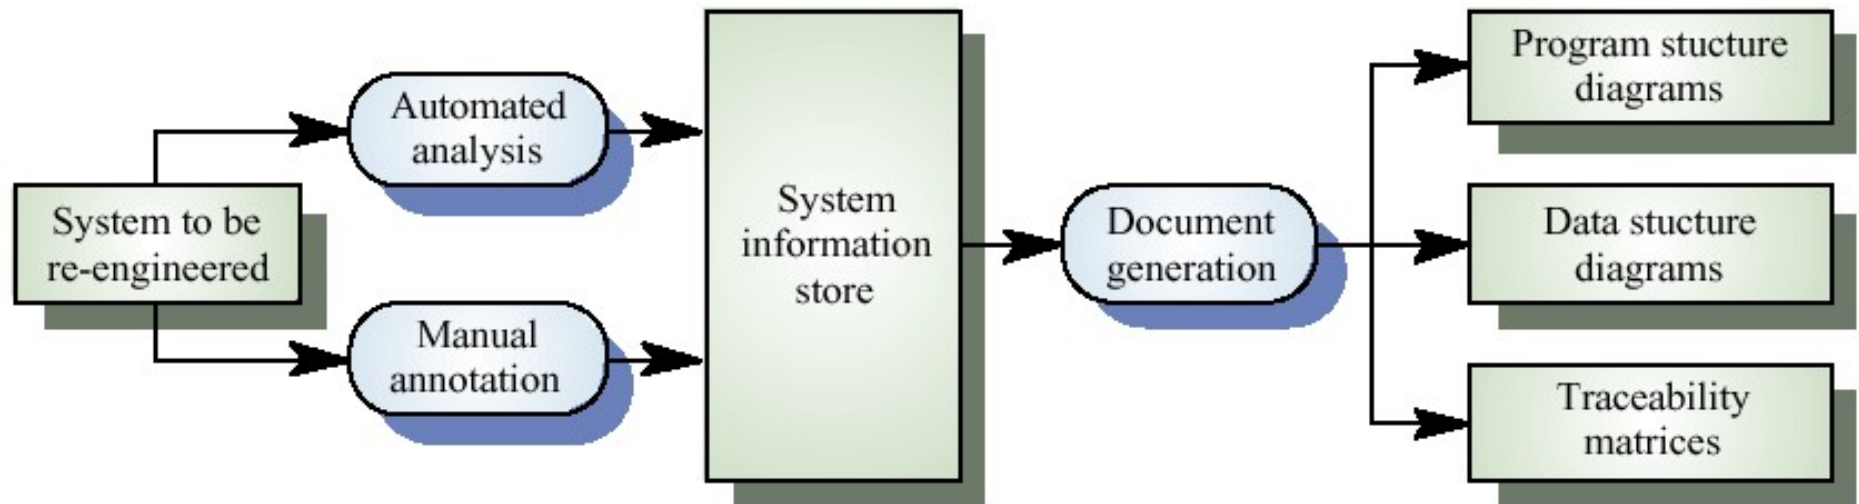 System to be
re-engineered
Automated
analysis
Manual
annotation
System
information
store
Document
generation
Program stucture
diagrams
Data stucture
diagrams
Traceability
matrices